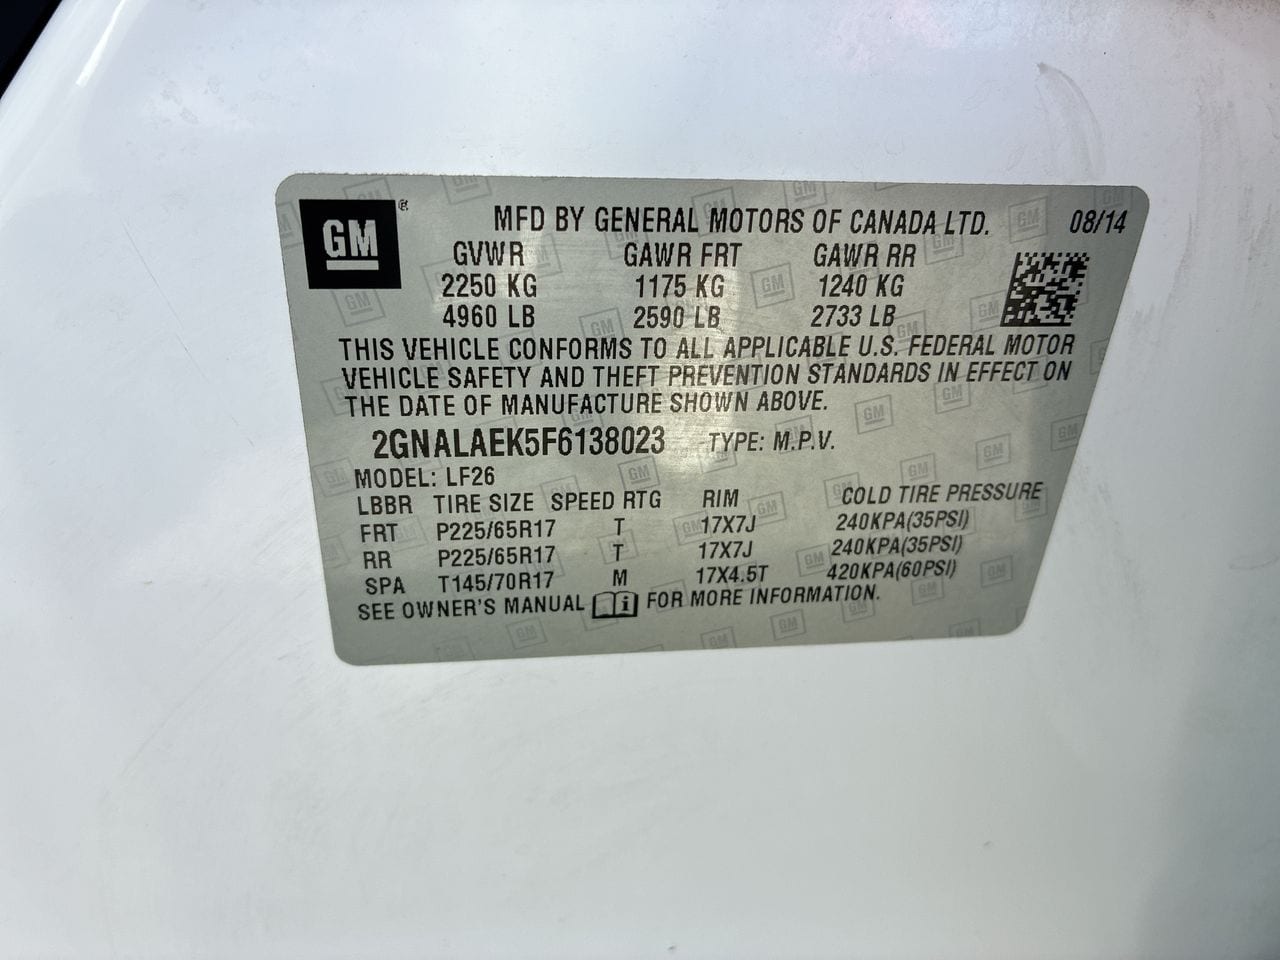 GM ®
MFD BY GENERAL MOTORS OF CANADA LTD. 08/14
GVWR GAWR FRT GAWR RR
2250 KG 1175 KG 1240 KG
4960 LB 2590 LB 2733 LB
THIS VEHICLE CONFORMS TO ALL APPLICABLE U.S. FEDERAL MOTOR
VEHICLE SAFETY AND THEFT PREVENTION STANDARDS IN EFFECT ON
THE DATE OF MANUFACTURE SHOWN ABOVE.
2GNALAEK5F6138023 TYPE: M.P.V.
MODEL: LF26
LBBR TIRE SIZE SPEED RTG RIM COLD TIRE PRESSURE
FRT P225/65R17 T 17X7J 240KPA(35PSI)
RR P225/65R17 T 17X7J 240KPA(35PSI)
SPA T145/70R17 M 17X4.5T 420KPA(60PSI)
SEE OWNER'S MANUAL i FOR MORE INFORMATION.